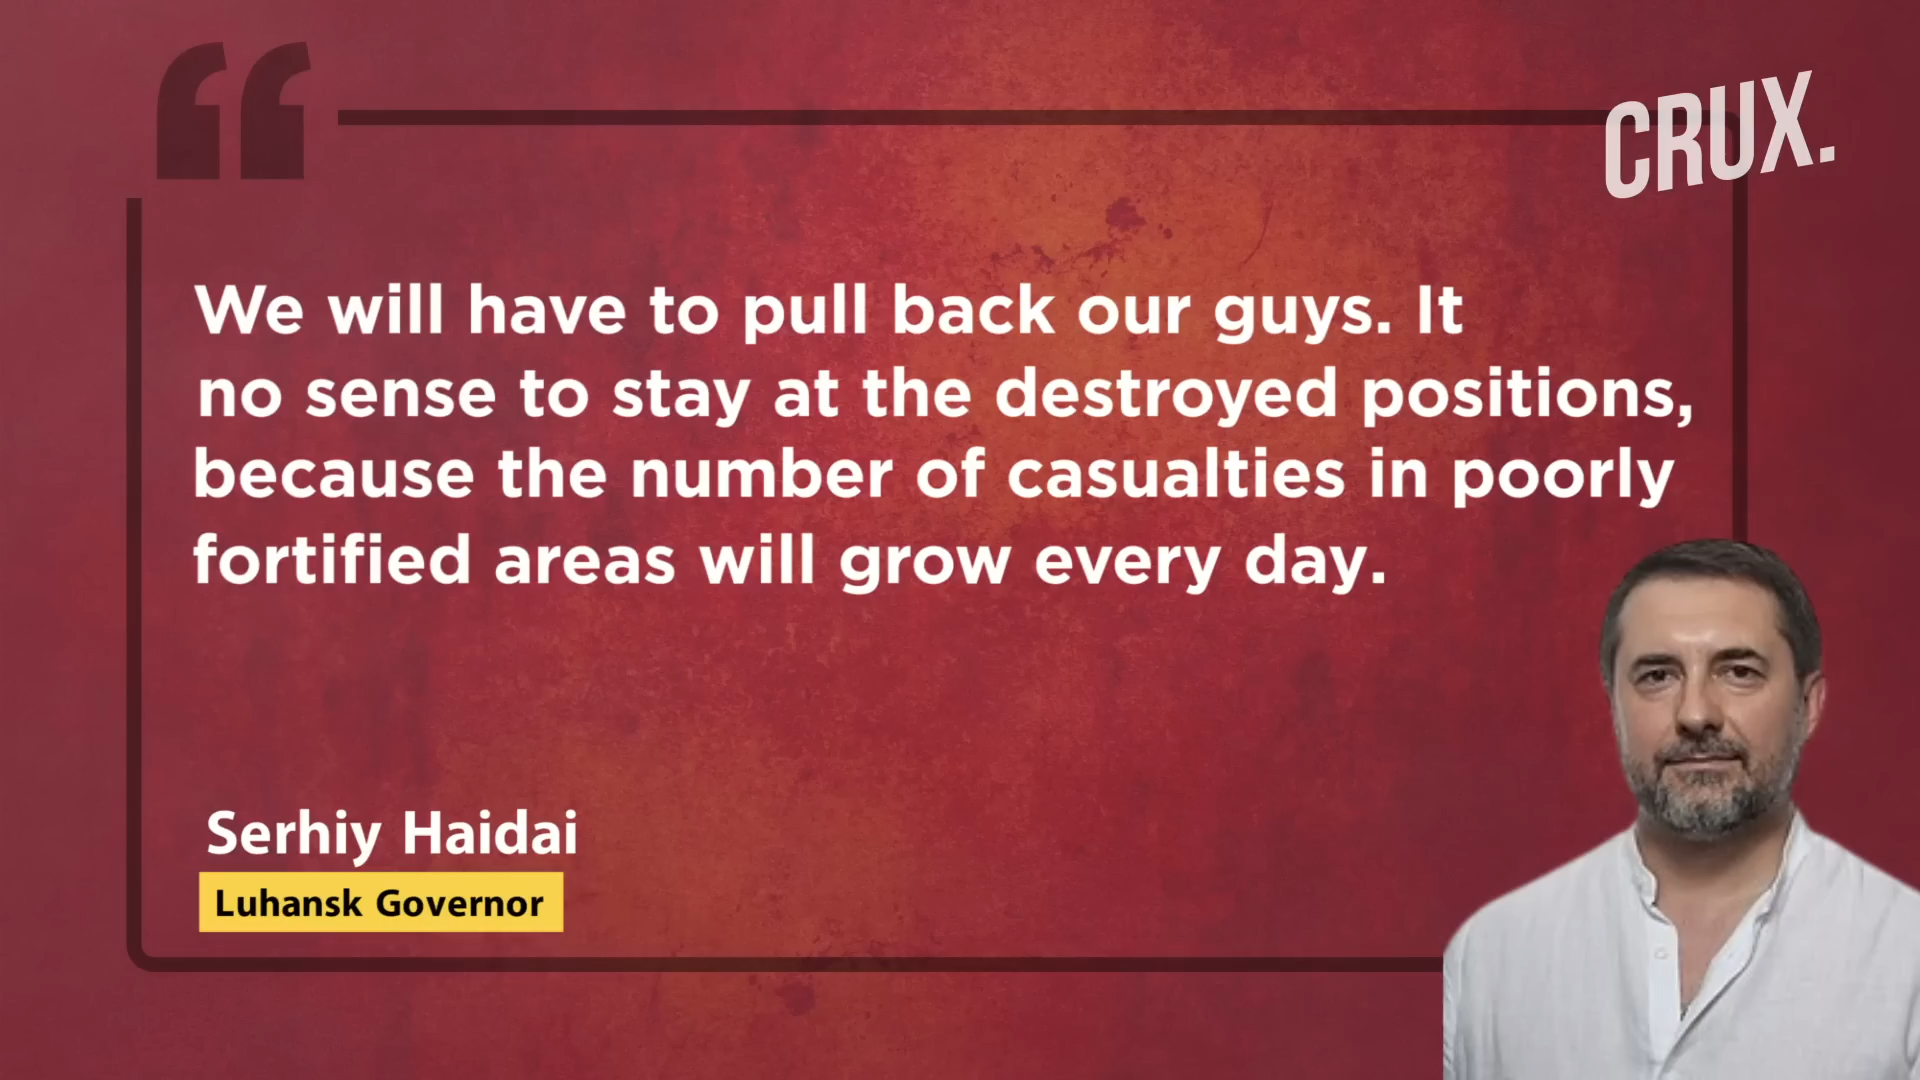 CRUX.
We will have to pull back our guys. It
no sense to stay at the destroyed positions,
because the number of casualties in poorly
fortified areas will grow every day.
Serhiy Haidai
Luhansk Governor